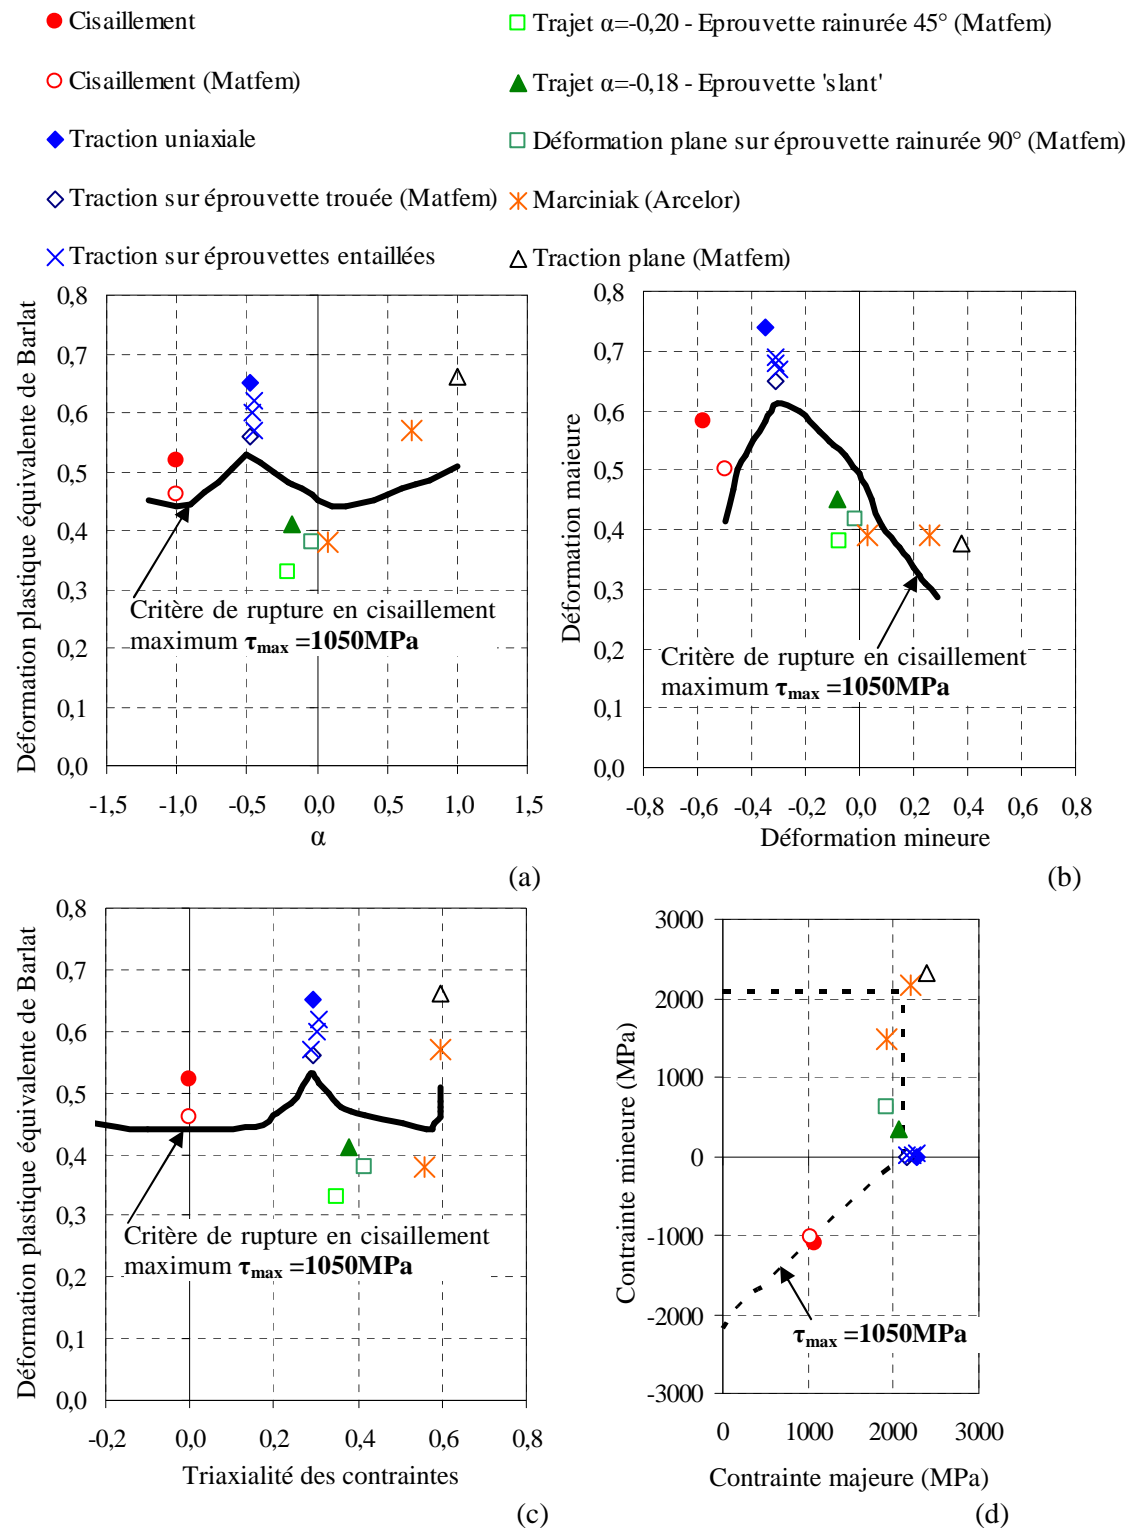 Cisaillement
Trajet α=-0,20 - Eprouvette rainurée 45° (Matfem)
Cisaillement (Matfem)
Trajet α=-0,18 - Eprouvette 'slant'
Traction uniaxiale
Déformation plane sur éprouvette rainurée 90° (Matfem)
Traction sur éprouvette trouée (Matfem)
Marciniak (Arcelor)
Traction sur éprouvettes entaillées
Traction plane (Matfem)
Déformation plastique équivalente de Barlat
0,8
0,7
0,6
0,5
0,4
0,3
0,2
0,1
0,0
Critère de rupture en cisaillement
maximum τmax =1050MPa
-1,5 -1,0 -0,5 0,0 0,5 1,0 1,5
α
(a)
Déformation majeure
0,8
0,7
0,6
0,5
0,4
0,3
0,2
0,1
0,0
Critère de rupture en cisaillement
maximum τmax =1050MPa
-0,8 -0,6 -0,4 -0,2 0,0 0,2 0,4 0,6 0,8
Déformation mineure
(b)
Déformation plastique équivalente de Barlat
0,8
0,7
0,6
0,5
0,4
0,3
0,2
0,1
0,0
Critère de rupture en cisaillement
maximum τmax =1050MPa
-0,2 0,0 0,2 0,4 0,6 0,8
Triaxialité des contraintes
(c)
Contrainte mineure (MPa)
3000
2000
1000
0
-1000
-2000
-3000
τmax =1050MPa
0 1000 2000 3000
Contrainte majeure (MPa)
(d)